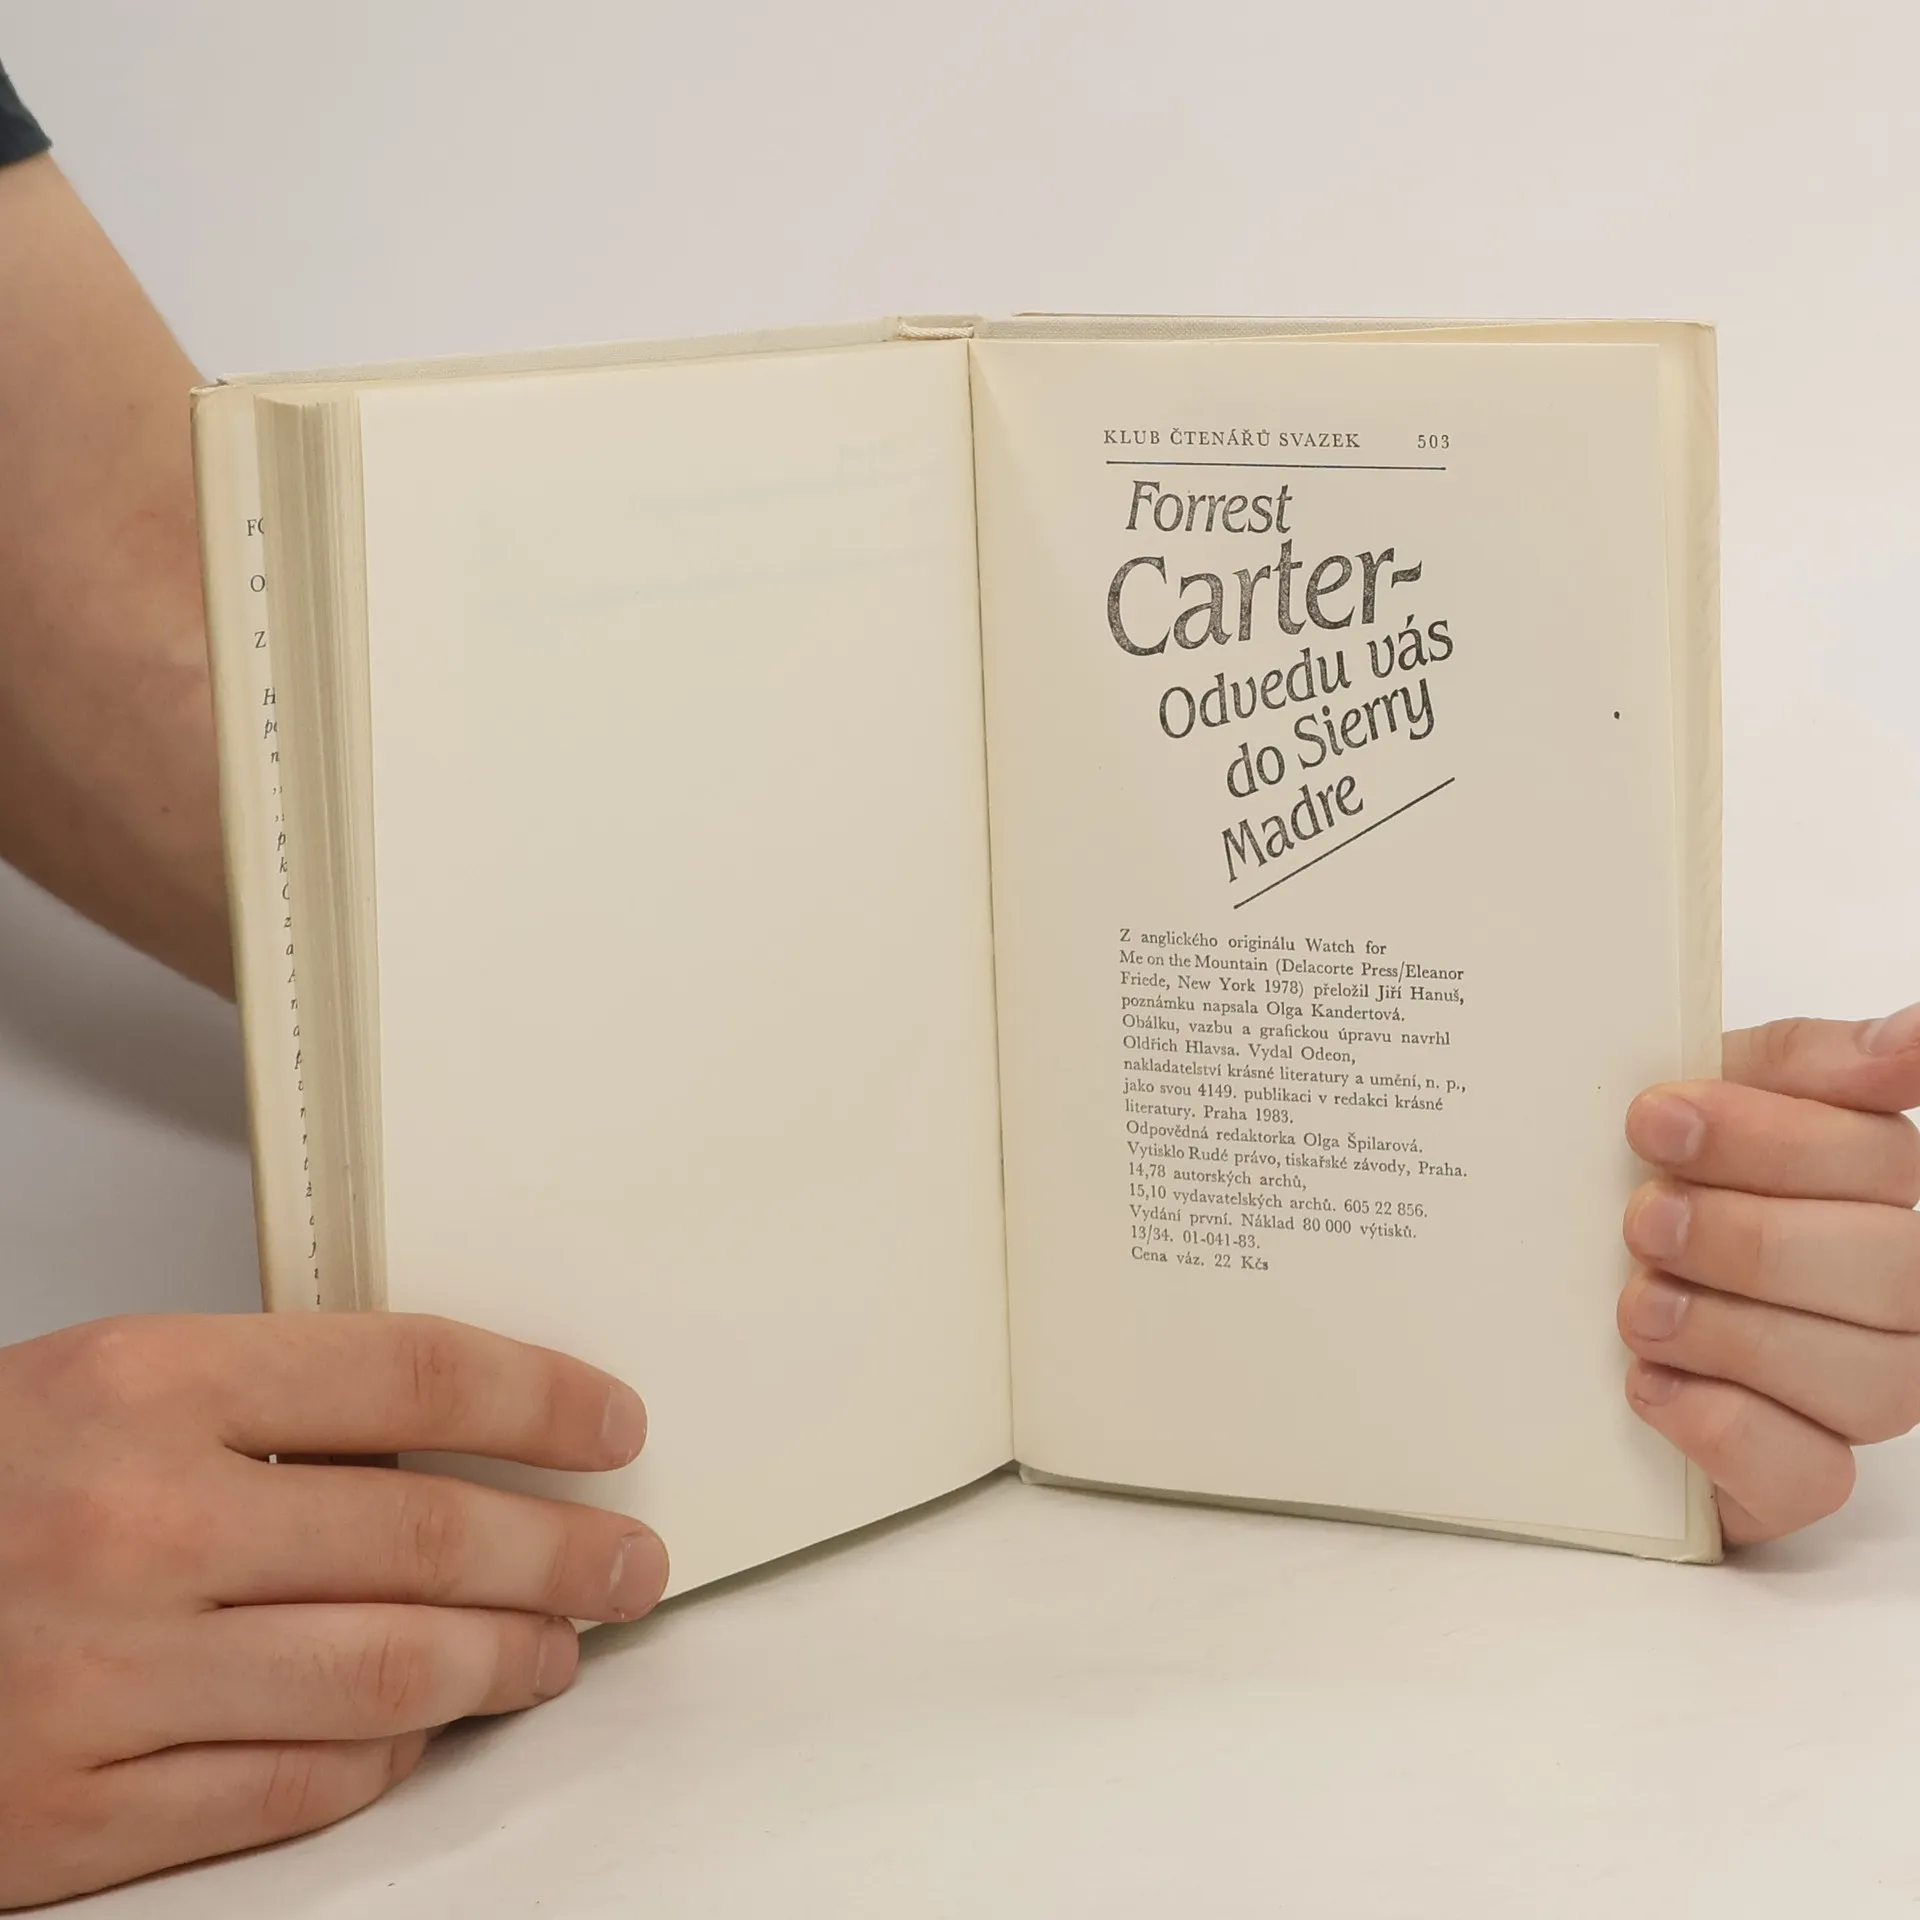 KLUB ČTENÁŘŮ SVAZEK 503
Forrest
Carter-
Odvedu vás
do Sierry
Madre
Z anglického originálu Watch for
Me on the Mountain (Delacorte Press/Eleanor
Friede, New York 1978) přeložil Jiří Hanuš,
poznámku napsala Olga Kandertová.
Obálku, vazbu a grafickou úpravu navrhl
Oldřich Hlavsa. Vydal Odeon,
nakladatelství krásné literatury a umění, n. p.,
jako svou 4149. publikaci v redakci krásné
literatury. Praha 1983.
Odpovědná redaktorka Olga Špilarová.
Vytisklo Rudé právo, tiskařské závody, Praha.
14,78 autorských archů,
15,10 vydavatelských archů. 605 22 856.
Vydání první. Náklad 80 000 výtisků.
13/34. 01-041-83.
Cena váz. 22 Kčs